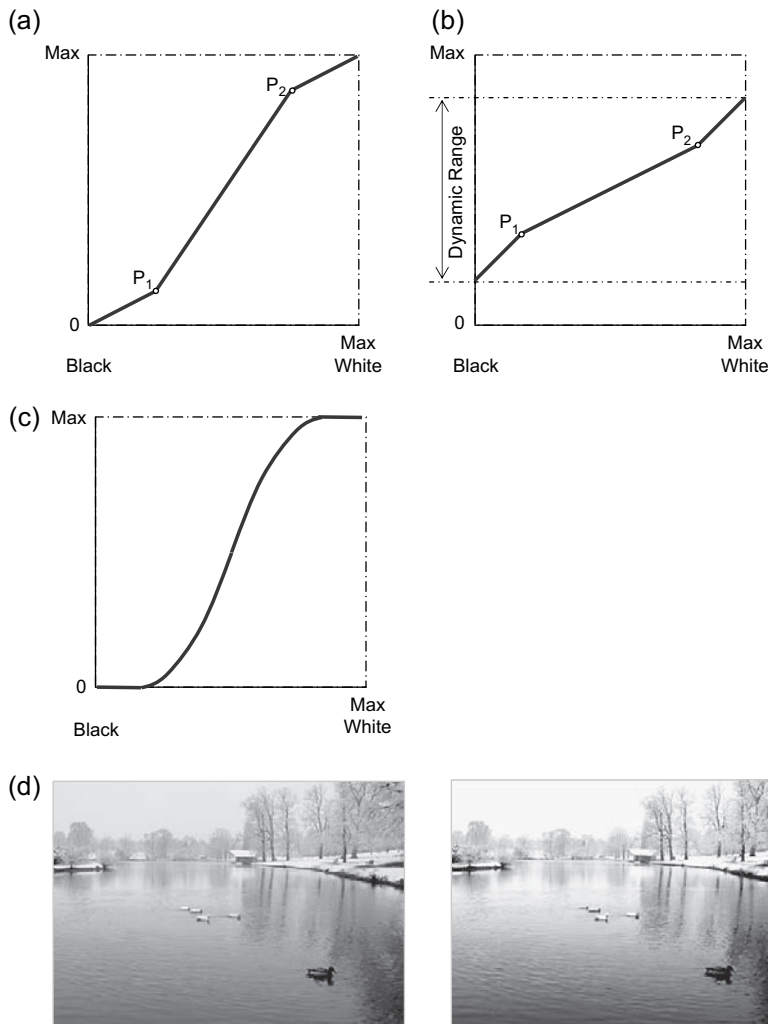 (a)
Max
P2
P1
0
Max
Black
White
(b)
Max
Dynamic Range
P2
P1
0
Max
Black
White
(c)
Max
0
Max
White
Black
(d)